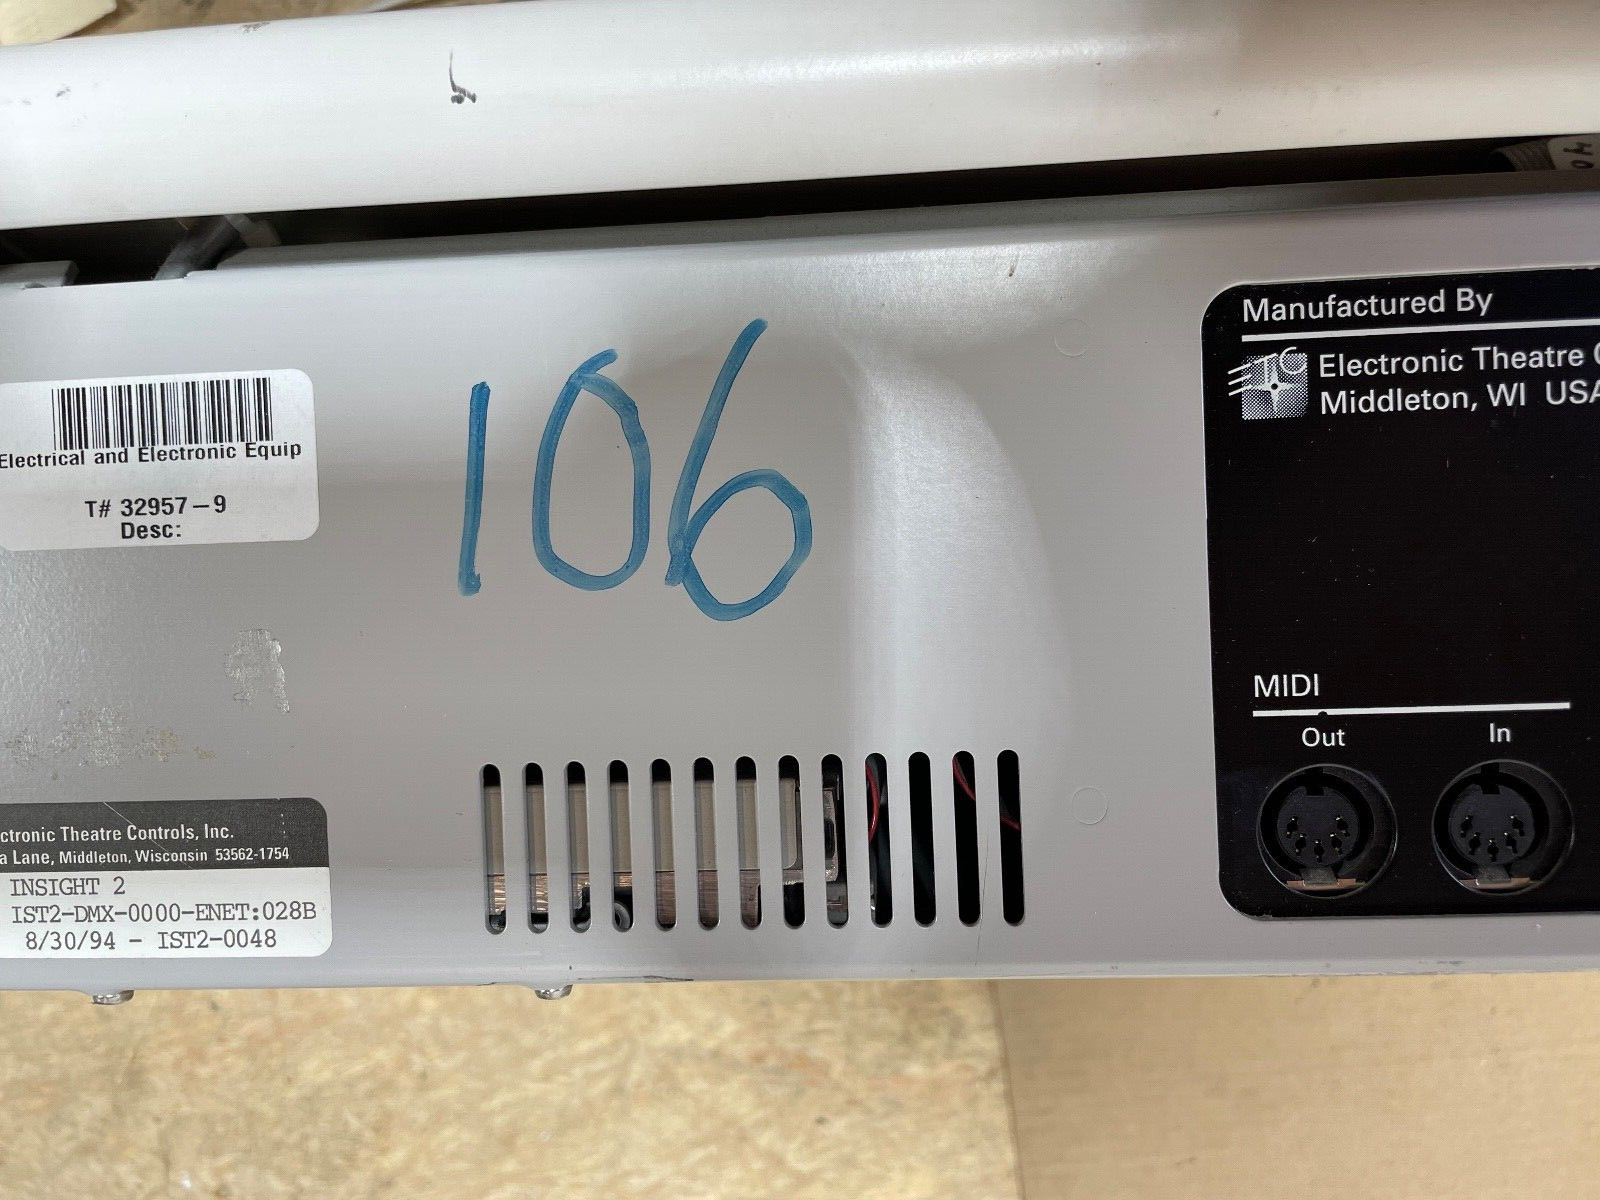 Electrical and Electronic Equip
T# 32957-9
Desc:
106
Manufactured By
ETC
Electronic Theatre
Middleton, WI USA
MIDI
Out
In
ctronic Theatre Controls, Inc.
a Lane, Middleton, Wisconsin 53562-1754
INSIGHT 2
IST2-DMX-0000-ENET:028B
8/30/94 - IST2-0048